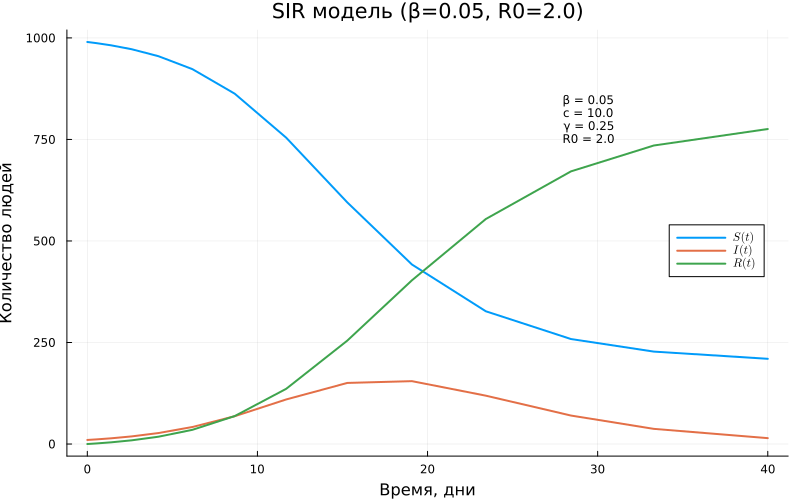 SIR модель (β=0.05, R0=2.0)
Количество людей
1000
750
500
250
0
β = 0.05
c = 10.0
γ = 0.25
R0 = 2.0
S(t)
I(t)
R(t)
0 10 20 30 40
Время, дни